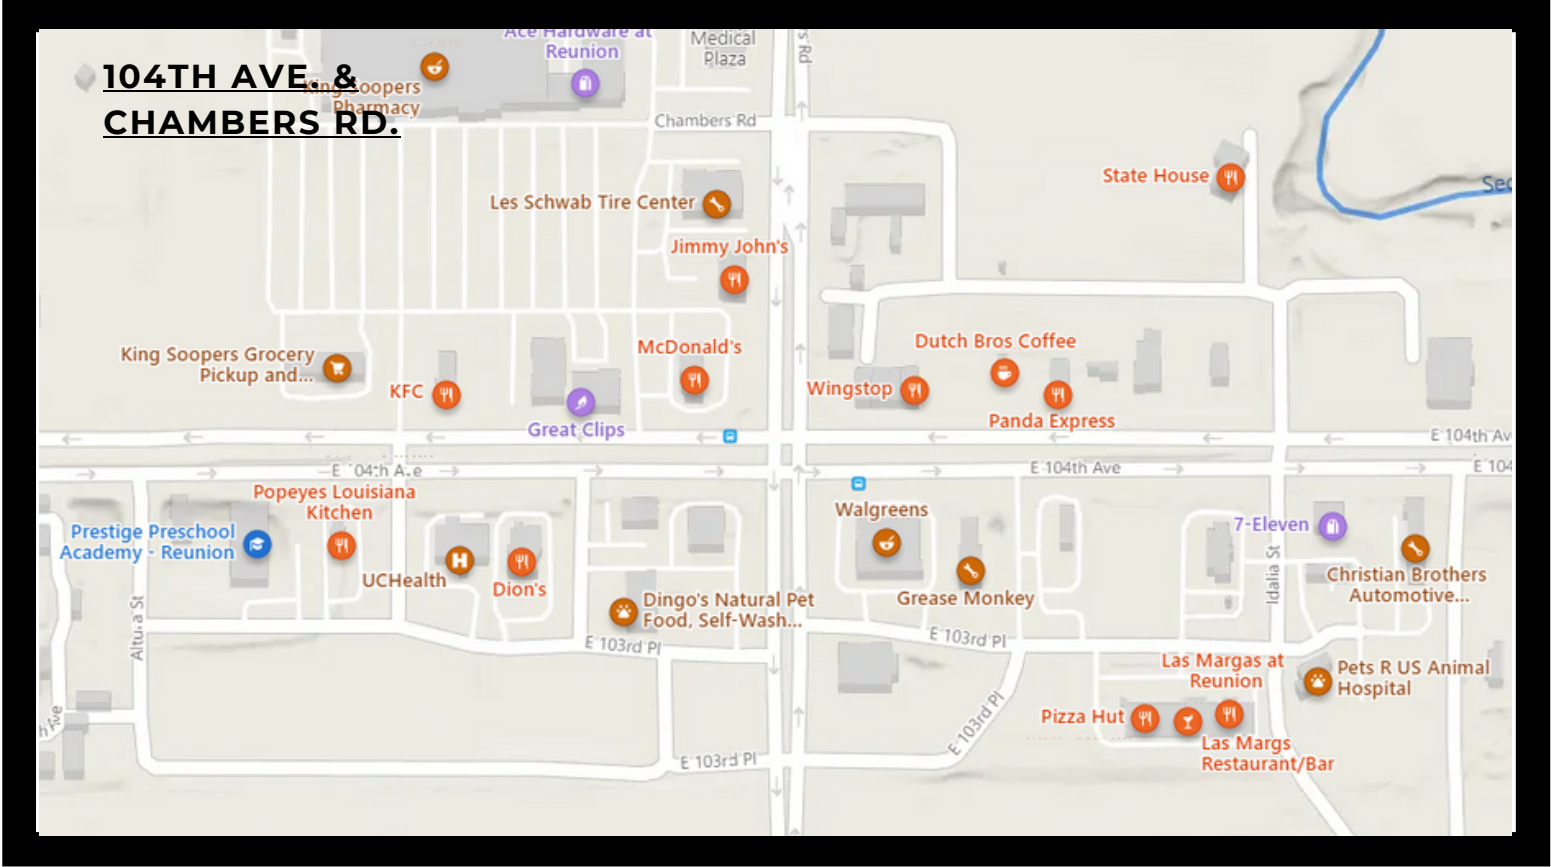 104TH AVE. &
CHAMBERS RD.
King Soopers
Pharmacy
Ace Hardware at
Reunion
Medical
Plaza
s Rd
Chambers Rd
State House
Sec
Les Schwab Tire Center
Jimmy John's
McDonald's
King Soopers Grocery
Pickup and...
KFC
Great Clips
Wingstop
Dutch Bros Coffee
Panda Express
E 104th Av
E 104th Ave
E 104
Popeyes Louisiana
Kitchen
Prestige Preschool
Academy - Reunion
UCHealth
H
Dion's
Dingo's Natural Pet
Food, Self-Wash...
Walgreens
Grease Monkey
7-Eleven
Christian Brothers
Automotive...
Altura St
Idalia St
E 103rd Pl
E 103rd Pl
Las Margas at
Reunion
Pets R US Animal
Hospital
Pizza Hut
Las Margs
Restaurant/Bar
E 103rd Pl
E 103rd Pl
h Ave